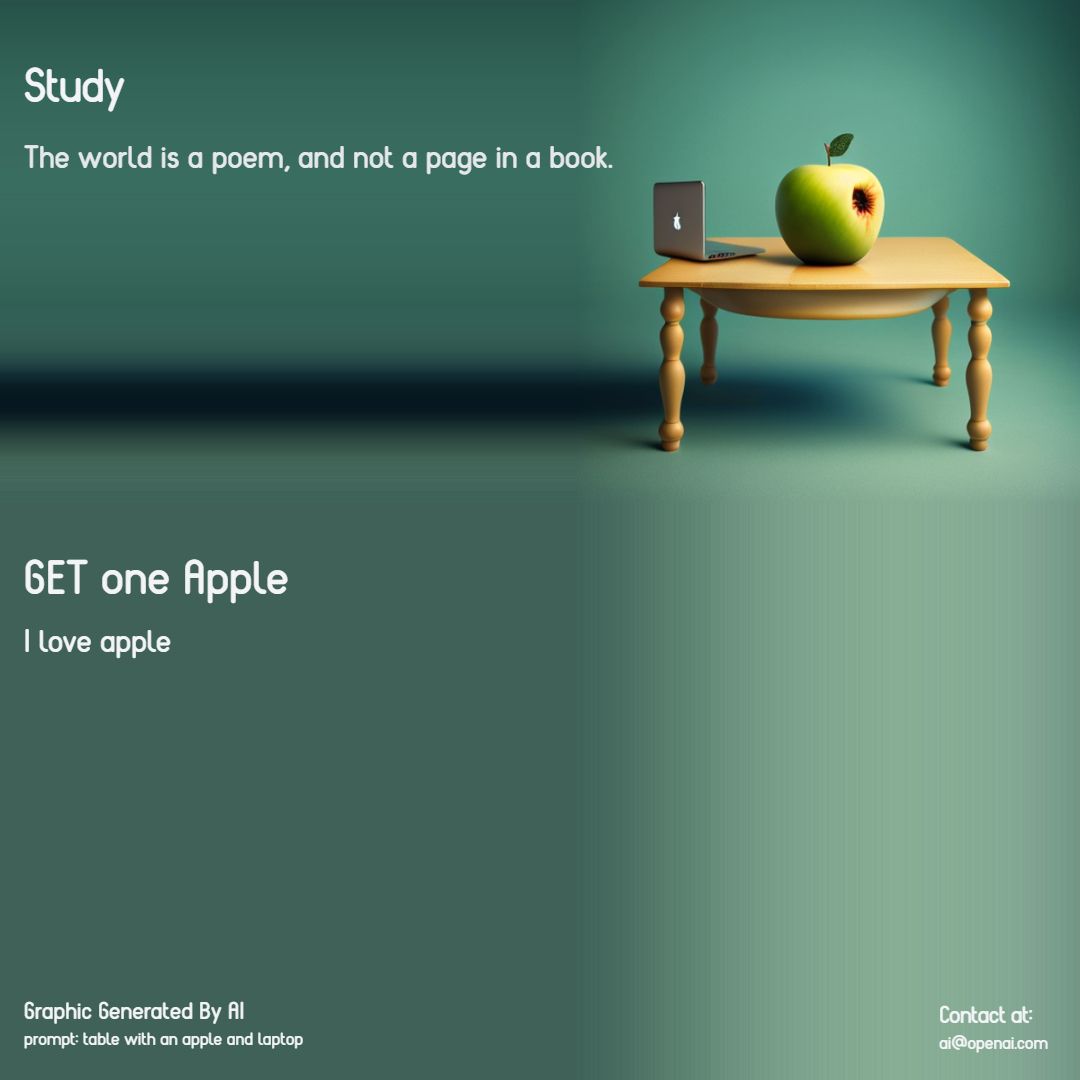 Study
The world is a poem, and not a page in a book.
GET one Apple
I love apple
Graphic Generated By AI
prompt: table with an apple and laptop
Contact at:
ai@openai.com